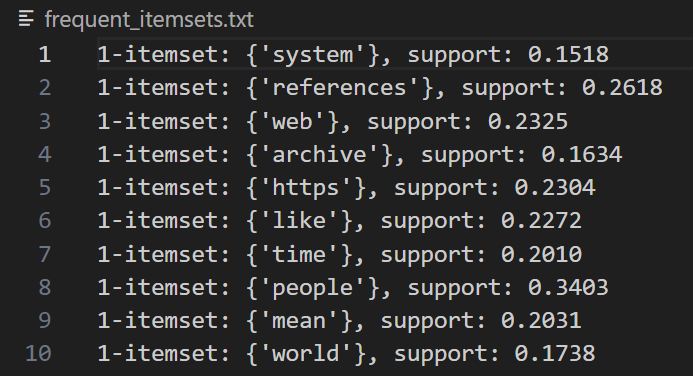 frequent_itemsets.txt
1 1-itemset: {'system'}, support: 0.1518
2 1-itemset: {'references'}, support: 0.2618
3 1-itemset: {'web'}, support: 0.2325
4 1-itemset: {'archive'}, support: 0.1634
5 1-itemset: {'https'}, support: 0.2304
6 1-itemset: {'like'}, support: 0.2272
7 1-itemset: {'time'}, support: 0.2010
8 1-itemset: {'people'}, support: 0.3403
9 1-itemset: {'mean'}, support: 0.2031
10 1-itemset: {'world'}, support: 0.1738